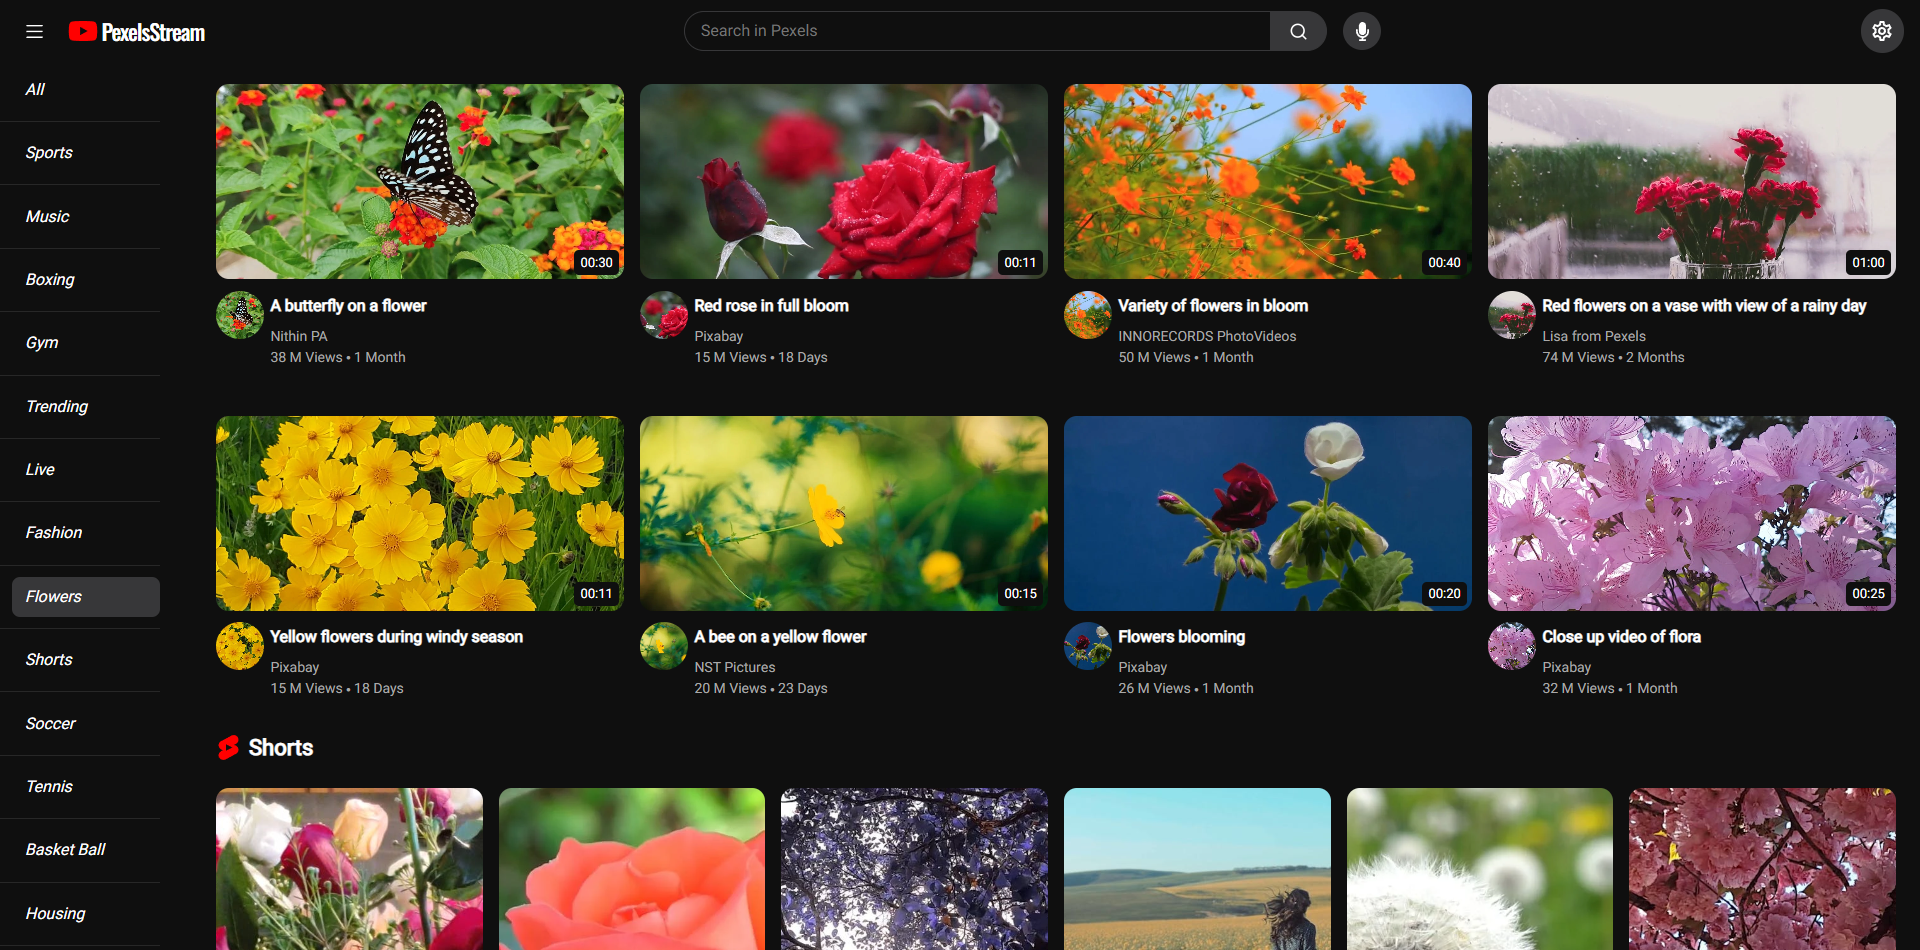 PexelsStream
Search in Pexels
All
Sports
Music
Boxing
Gym
Trending
Live
Fashion
Flowers
Shorts
Soccer
Tennis
Basket Ball
Housing
00:30
00:11
00:40
01:00
A butterfly on a flower
Nithin PA
38 M Views • 1 Month
Red rose in full bloom
Pixabay
15 M Views • 18 Days
Variety of flowers in bloom
INNORECORDS PhotoVideos
50 M Views • 1 Month
Red flowers on a vase with view of a rainy day
Lisa from Pexels
74 M Views • 2 Months
00:11
00:15
00:20
00:25
Yellow flowers during windy season
Pixabay
15 M Views • 18 Days
A bee on a yellow flower
NST Pictures
20 M Views • 23 Days
Flowers blooming
Pixabay
26 M Views • 1 Month
Close up video of flora
Pixabay
32 M Views • 1 Month
Shorts